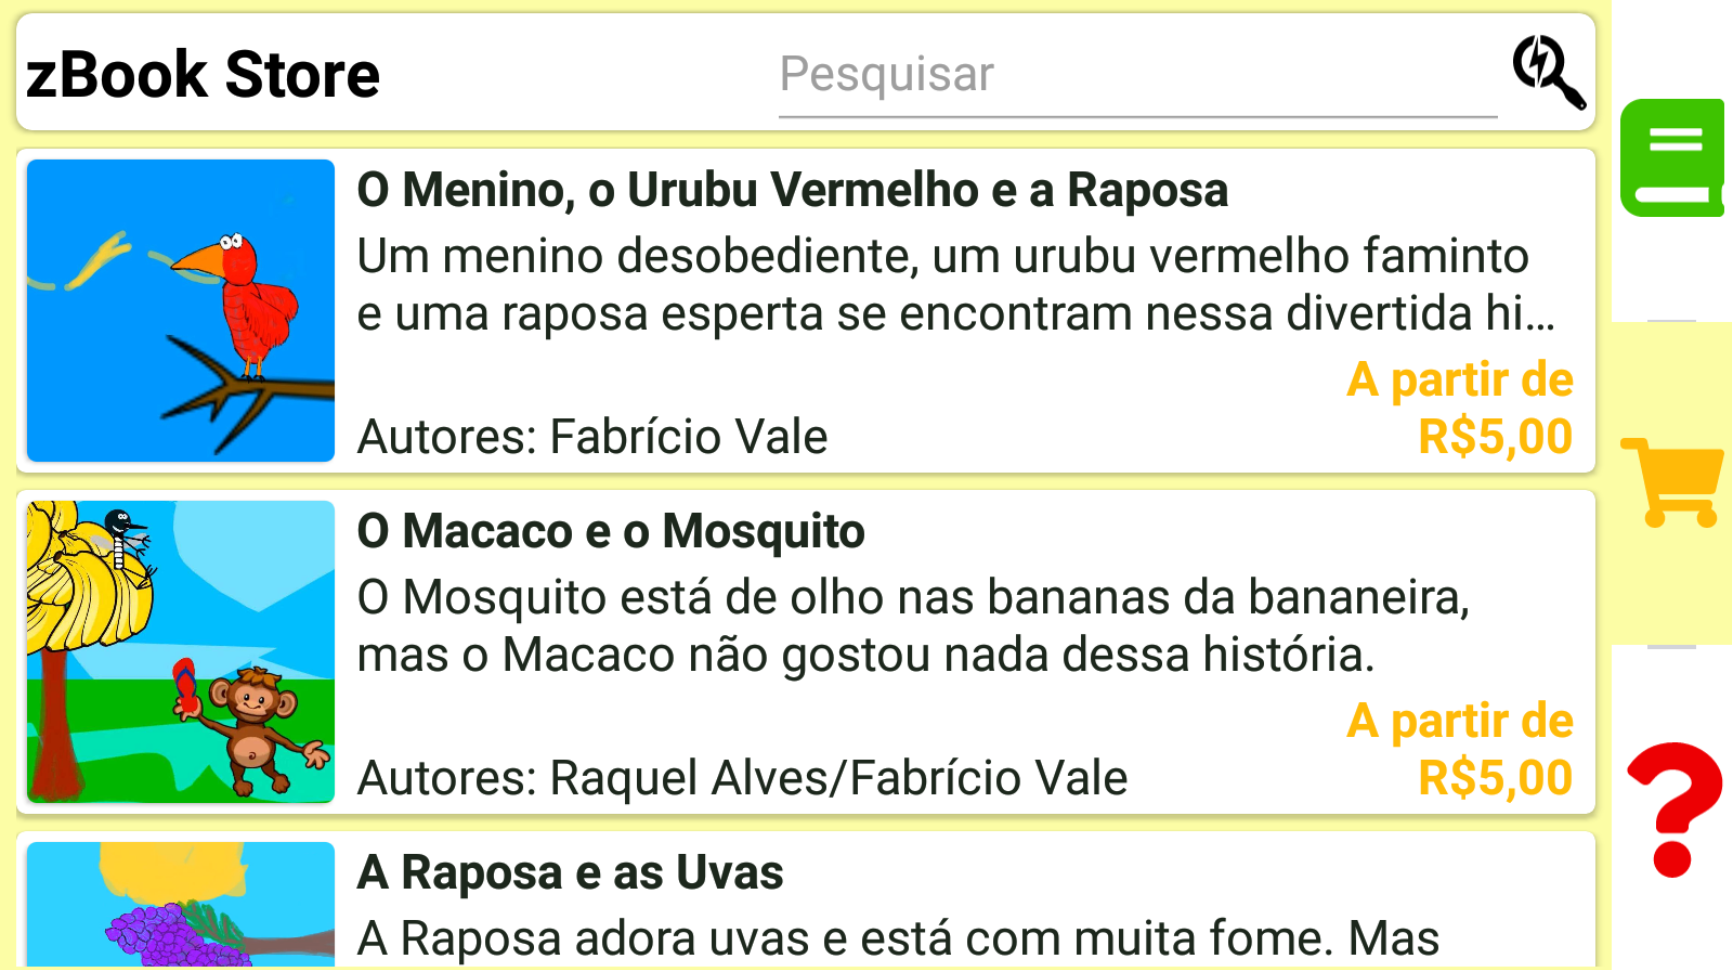 zBook Store
Pesquisar
O Menino, o Urubu Vermelho e a Raposa
Um menino desobediente, um urubu vermelho faminto
e uma raposa esperta se encontram nessa divertida hi...
A partir de
R$5,00
Autores: Fabrício Vale
O Macaco e o Mosquito
O Mosquito está de olho nas bananas da bananeira,
mas o Macaco não gostou nada dessa história.
A partir de
R$5,00
Autores: Raquel Alves/Fabrício Vale
A Raposa e as Uvas
A Raposa adora uvas e está com muita fome. Mas